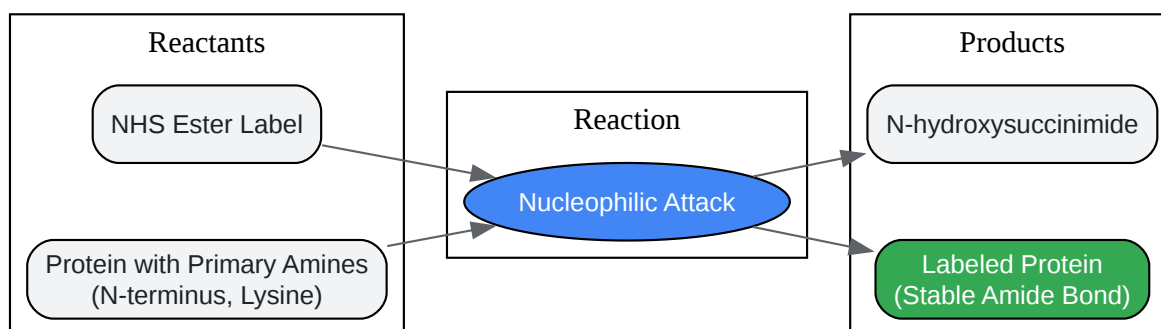 Reactants
NHS Ester Label
Protein with Primary Amines
(N-terminus, Lysine)
Reaction
Nucleophilic Attack
Products
N-hydroxysuccinimide
Labeled Protein
(Stable Amide Bond)